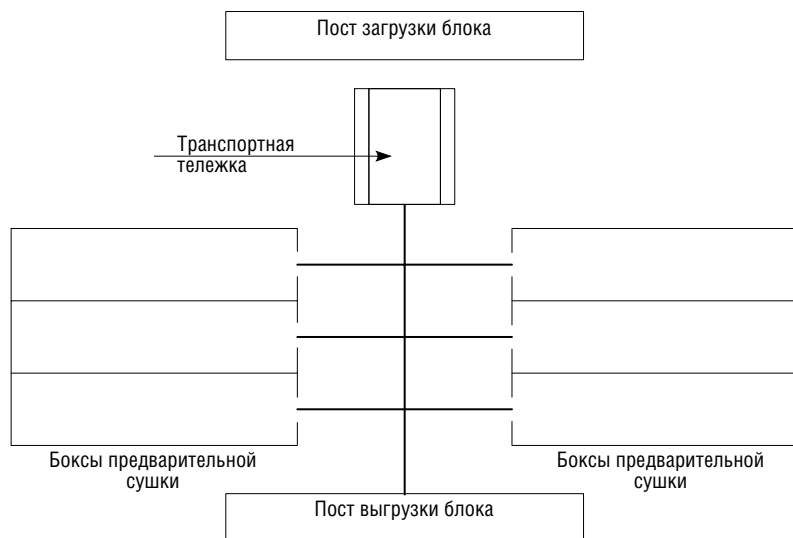 Пост загрузки блока
Транспортная
тележка
Боксы предварительной
сушки
Боксы предварительной
сушки
Пост выгрузки блока